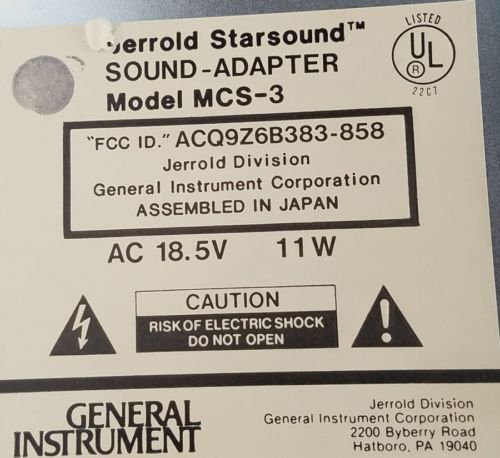 Jerrold Starsound™
SOUND-ADAPTER
Model MCS-3
LISTED
UL
®
22CT
"FCC ID." ACQ9Z6B383-858
Jerrold Division
General Instrument Corporation
ASSEMBLED IN JAPAN
AC 18.5V 11W
CAUTION
RISK OF ELECTRIC SHOCK
DO NOT OPEN
GENERAL
INSTRUMENT
Jerrold Division
General Instrument Corporation
2200 Byberry Road
Hatboro, PA 19040